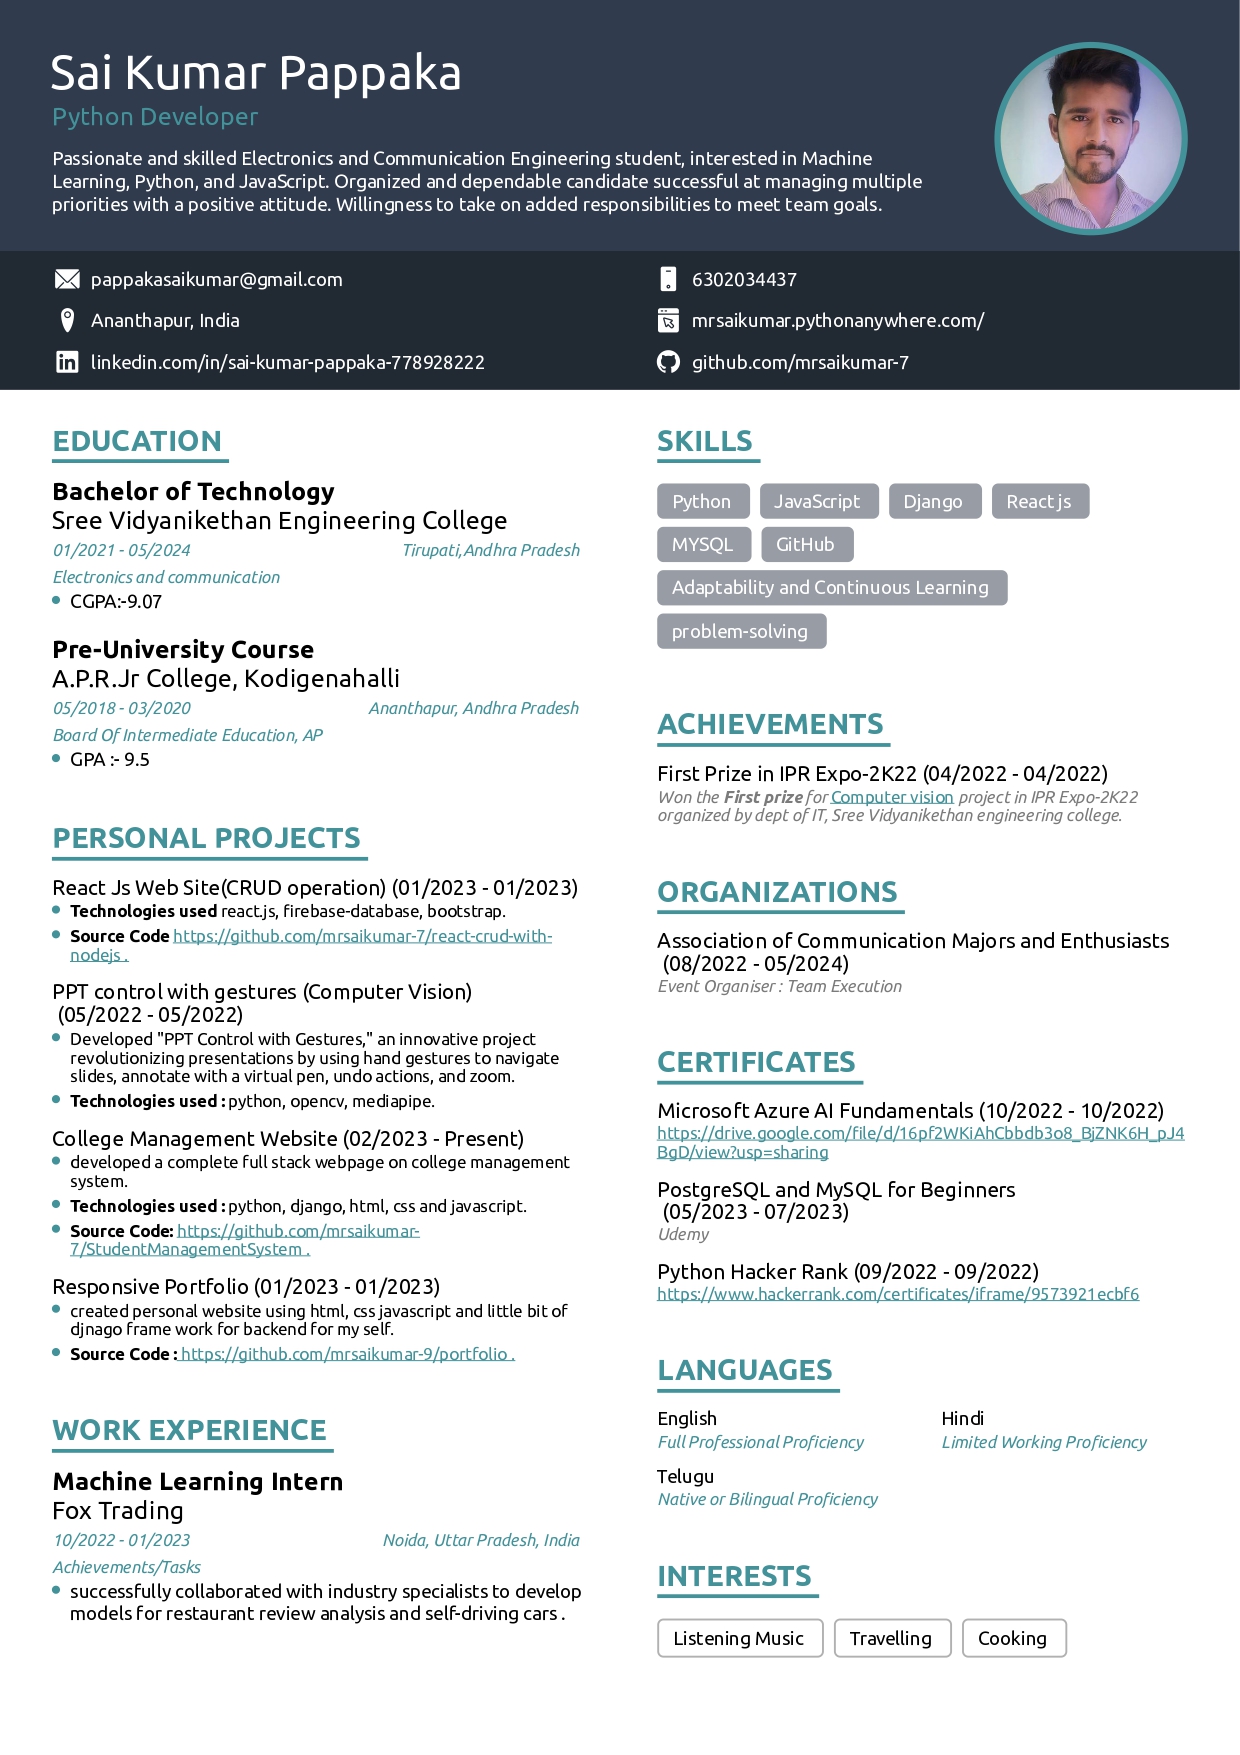 Sai Kumar Pappaka
Python Developer
Passionate and skilled Electronics and Communication Engineering student, interested in Machine
Learning, Python, and JavaScript. Organized and dependable candidate successful at managing multiple
priorities with a positive attitude. Willingness to take on added responsibilities to meet team goals.
pappakasaikumar@gmail.com
6302034437
Ananthapur, India
mrsaikumar.pythonanywhere.com/
linkedin.com/in/sai-kumar-pappaka-778928222
github.com/mrsaikumar-7
EDUCATION
Bachelor of Technology
Sree Vidyanikethan Engineering College
01/2021 - 05/2024 Tirupati,Andhra Pradesh
Electronics and communication
CGPA:-9.07
Pre-University Course
A.P.R.Jr College, Kodigenahalli
05/2018 - 03/2020 Ananthapur, Andhra Pradesh
Board Of Intermediate Education, AP
GPA :- 9.5
PERSONAL PROJECTS
React Js Web Site(CRUD operation) (01/2023 - 01/2023)
Technologies used react.js, firebase-database, bootstrap.
Source Code https://github.com/mrsaikumar-7/react-crud-with-
nodejs .
PPT control with gestures (Computer Vision)
(05/2022 - 05/2022)
Developed "PPT Control with Gestures," an innovative project
revolutionizing presentations by using hand gestures to navigate
slides, annotate with a virtual pen, undo actions, and zoom.
Technologies used : python, opencv, mediapipe.
College Management Website (02/2023 - Present)
developed a complete full stack webpage on college management
system.
Technologies used : python, django, html, css and javascript.
Source Code: https://github.com/mrsaikumar-
7/StudentManagementSystem .
Responsive Portfolio (01/2023 - 01/2023)
created personal website using html, css javascript and little bit of
djnago frame work for backend for my self.
Source Code : https://github.com/mrsaikumar-9/portfolio .
WORK EXPERIENCE
Machine Learning Intern
Fox Trading
10/2022 - 01/2023 Noida, Uttar Pradesh, India
Achievements/Tasks
successfully collaborated with industry specialists to develop
models for restaurant review analysis and self-driving cars .
SKILLS
Python JavaScript Django React js
MYSQL GitHub
Adaptability and Continuous Learning
problem-solving
ACHIEVEMENTS
First Prize in IPR Expo-2K22 (04/2022 - 04/2022)
Won the First prize for Computer vision project in IPR Expo-2K22
organized by dept of IT, Sree Vidyanikethan engineering college.
ORGANIZATIONS
Association of Communication Majors and Enthusiasts
(08/2022 - 05/2024)
Event Organiser : Team Execution
CERTIFICATES
Microsoft Azure AI Fundamentals (10/2022 - 10/2022)
https://drive.google.com/file/d/16pf2WKiAhCbbdb3o8_BjZNK6H_pJ4
BgD/view?usp=sharing
PostgreSQL and MySQL for Beginners
(05/2023 - 07/2023)
Udemy
Python Hacker Rank (09/2022 - 09/2022)
https://www.hackerrank.com/certificates/iframe/9573921ecbf6
LANGUAGES
English Hindi
Full Professional Proficiency Limited Working Proficiency
Telugu
Native or Bilingual Proficiency
INTERESTS
Listening Music Travelling Cooking